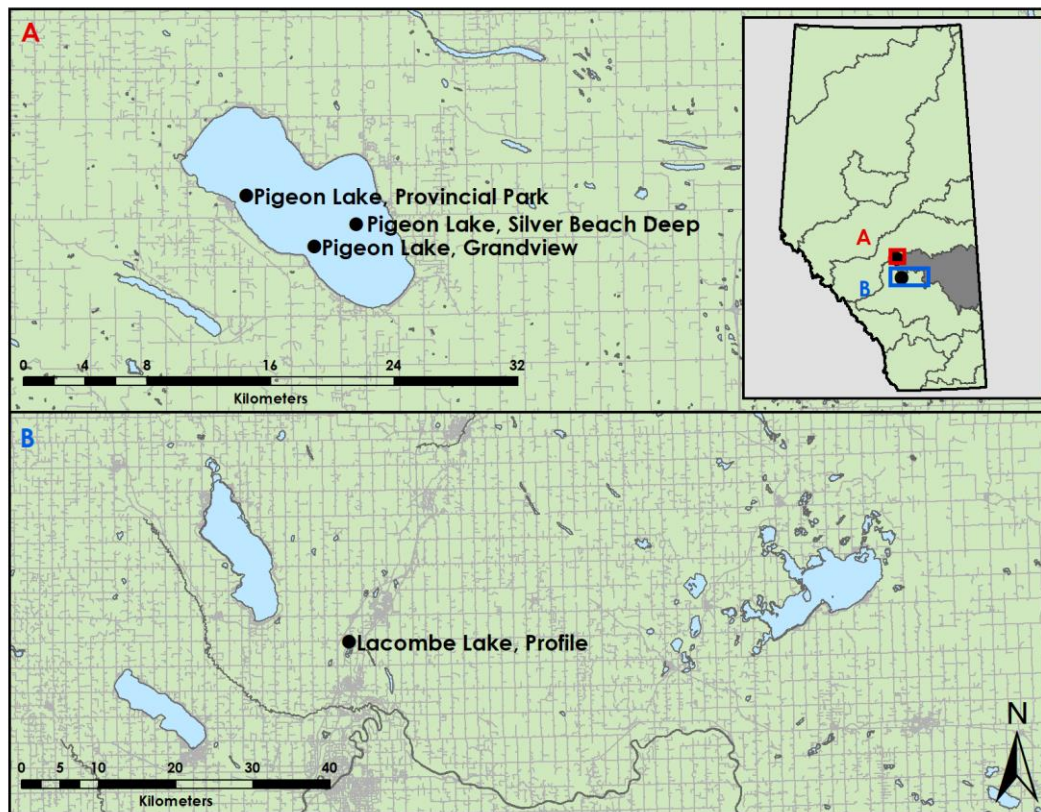 A
Pigeon Lake, Provincial Park
Pigeon Lake, Silver Beach Deep
Pigeon Lake, Grandview
0 4 8 16 24 32
Kilometers
A
B
B
Lacombe Lake, Profile
0 5 10 20 30 40
Kilometers
N